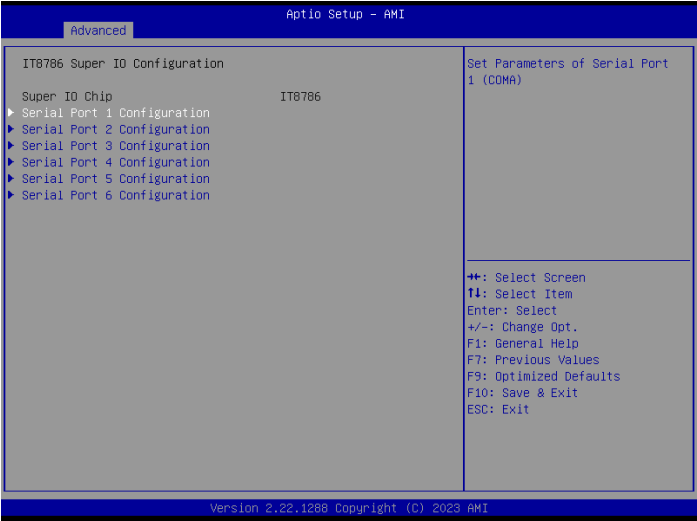 Aptio Setup - AMI
Advanced
IT8786 Super IO Configuration
Super IO Chip IT8786
Serial Port 1 Configuration
Serial Port 2 Configuration
Serial Port 3 Configuration
Serial Port 4 Configuration
Serial Port 5 Configuration
Serial Port 6 Configuration
Set Parameters of Serial Port
1 (COMA)
→←: Select Screen
↑↓: Select Item
Enter: Select
+/-: Change Opt.
F1: General Help
F7: Previous Values
F9: Optimized Defaults
F10: Save & Exit
ESC: Exit
Version 2.22.1288 Copyright (C) 2023 AMI